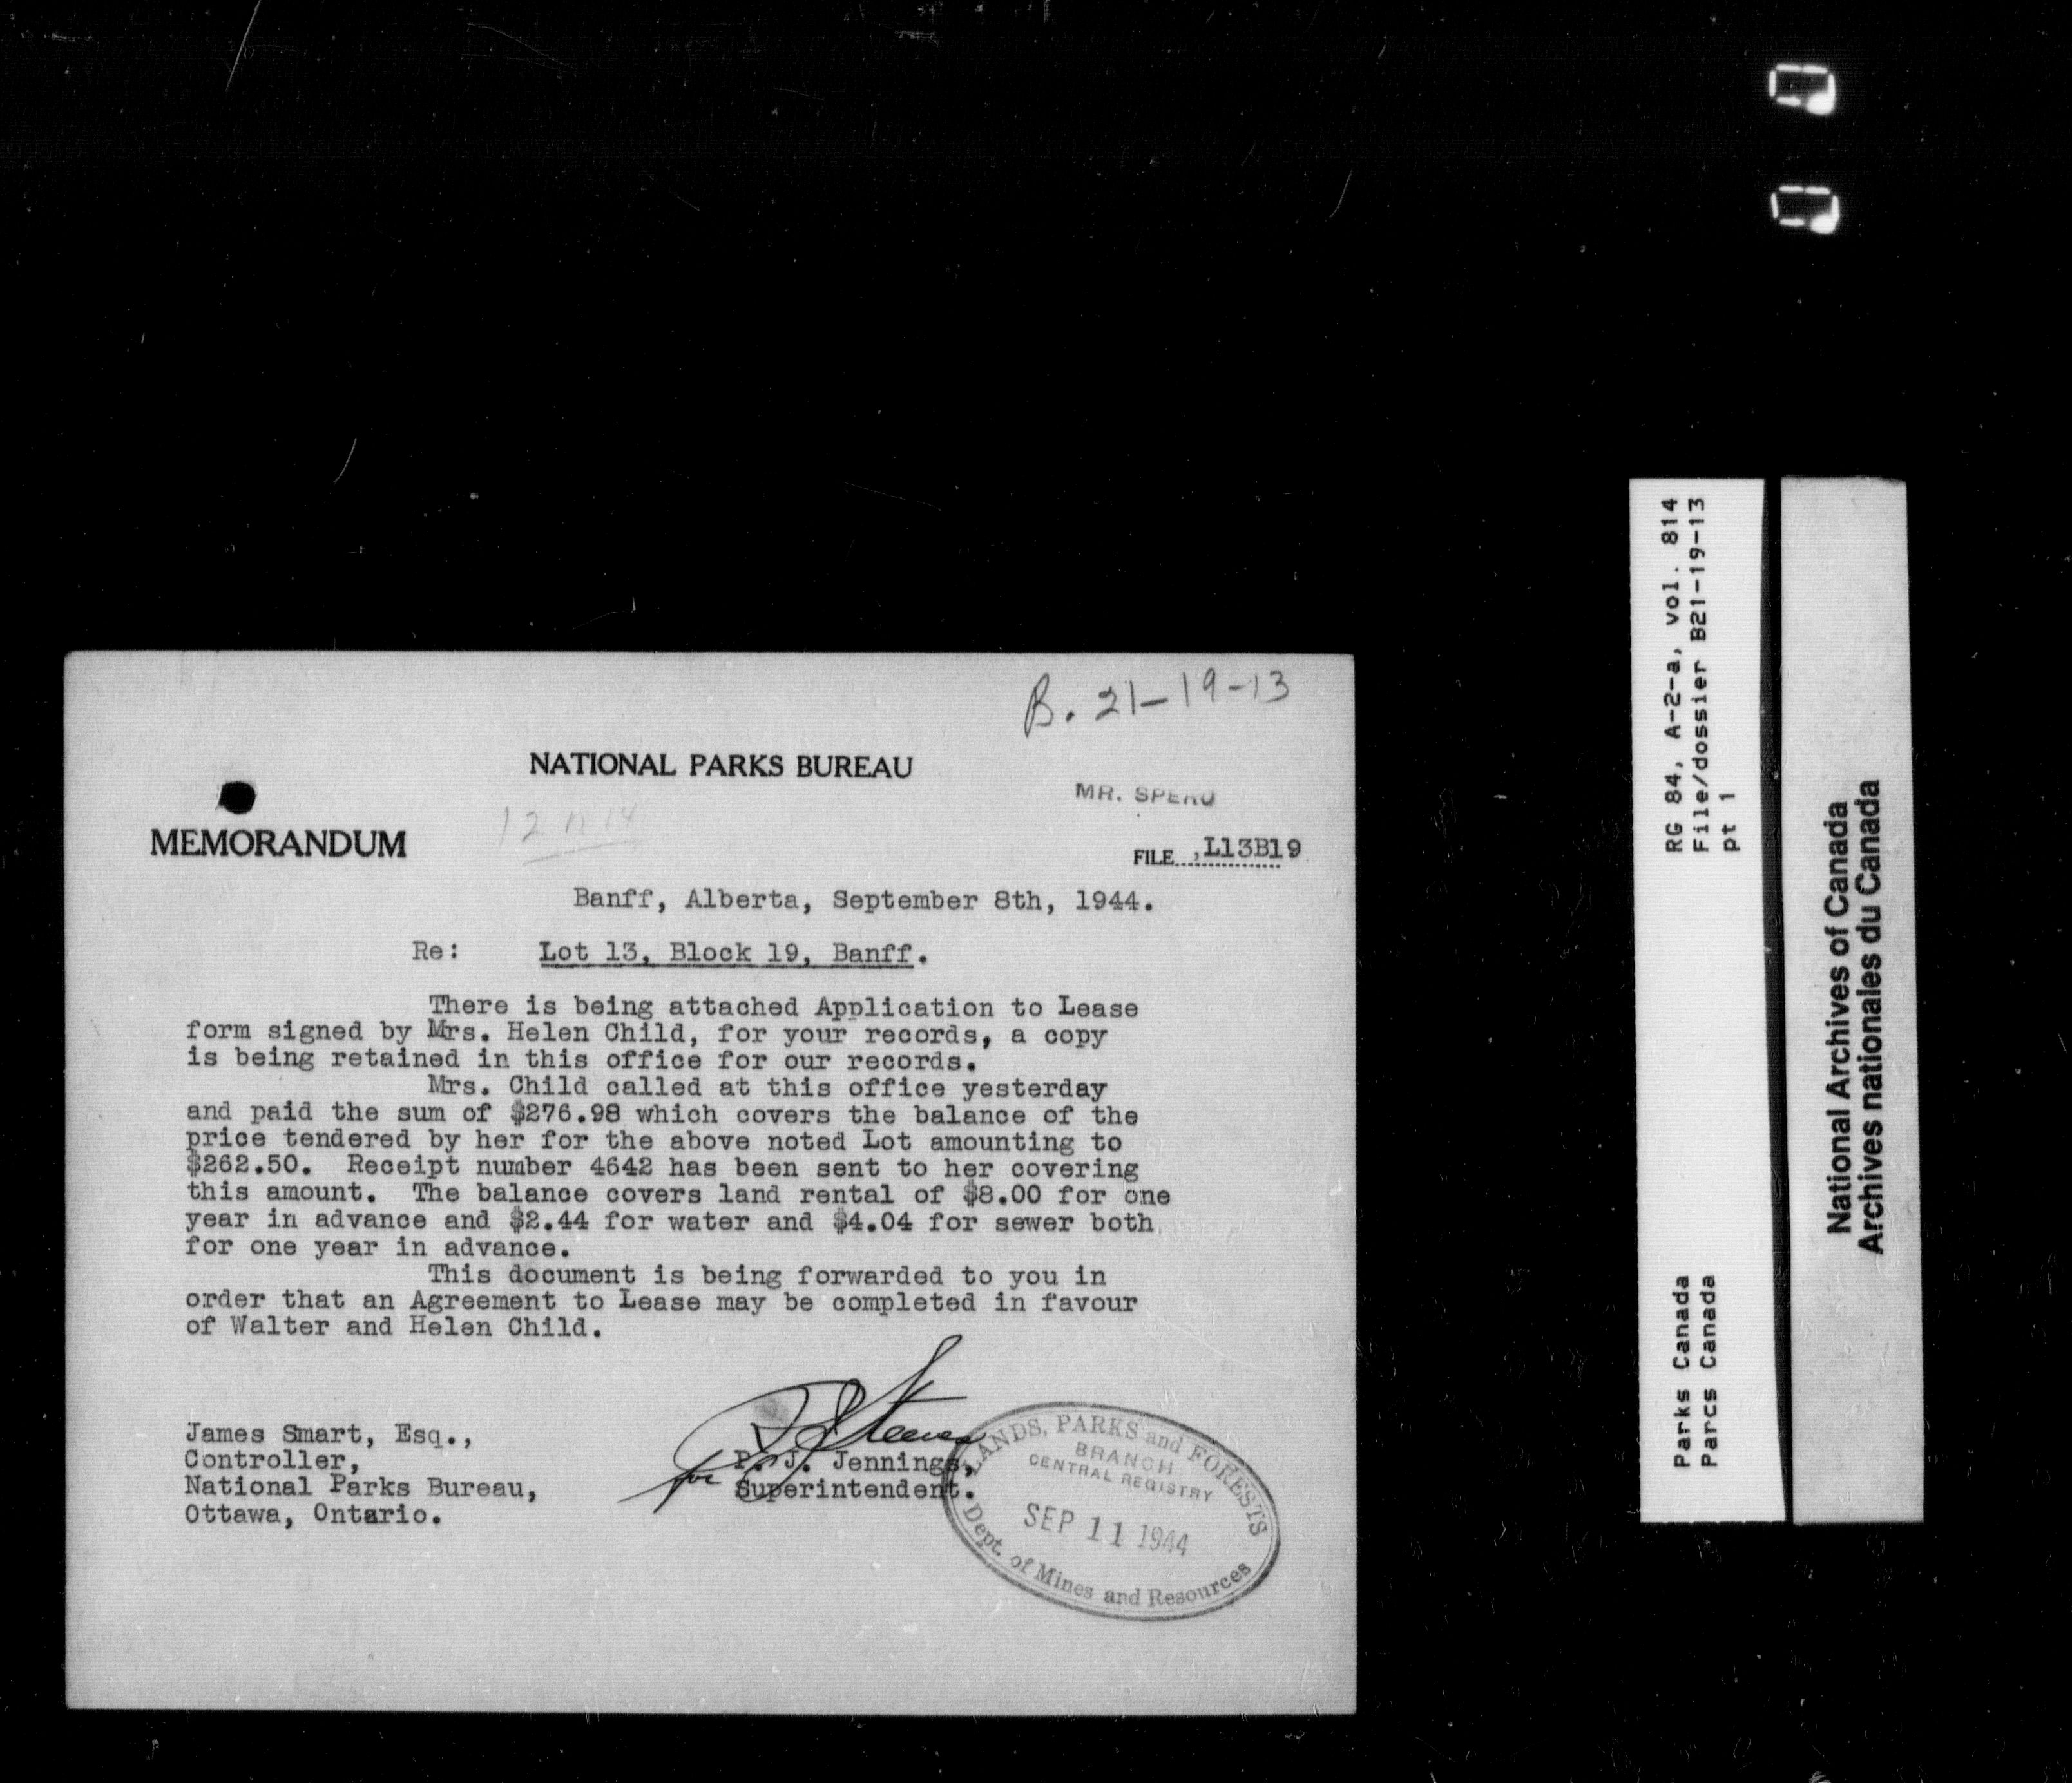 B. 21-19-13
NATIONAL PARKS BUREAU
MR. SPERO
MEMORANDUM
FILE L13B19
Banff, Alberta, September 8th, 1944.
Re: Lot 13, Block 19, Banff.
There is being attached Application to Lease
form signed by Mrs. Helen Child, for your records, a copy
is being retained in this office for our records.
Mrs. Child called at this office yesterday
and paid the sum of $276.98 which covers the balance of the
price tendered by her for the above noted Lot amounting to
$262.50. Receipt number 4642 has been sent to her covering
this amount. The balance covers land rental of $8.00 for one
year in advance and $2.44 for water and $4.04 for sewer both
for one year in advance.
This document is being forwarded to you in
order that an Agreement to Lease may be completed in favour
of Walter and Helen Child.
for
P. J. Jennings,
Superintendent.
James Smart, Esq.,
Controller,
National Parks Bureau,
Ottawa, Ontario.
LANDS, PARKS and FORESTS
BRANCH
CENTRAL REGISTRY
SEP 11 1944
Dept. of Mines and Resources
RG 84, A-2-a, vol. 814
File/dossier B21-19-13
pt 1
Parks Canada
Parcs Canada
National Archives of Canada
Archives nationales du Canada